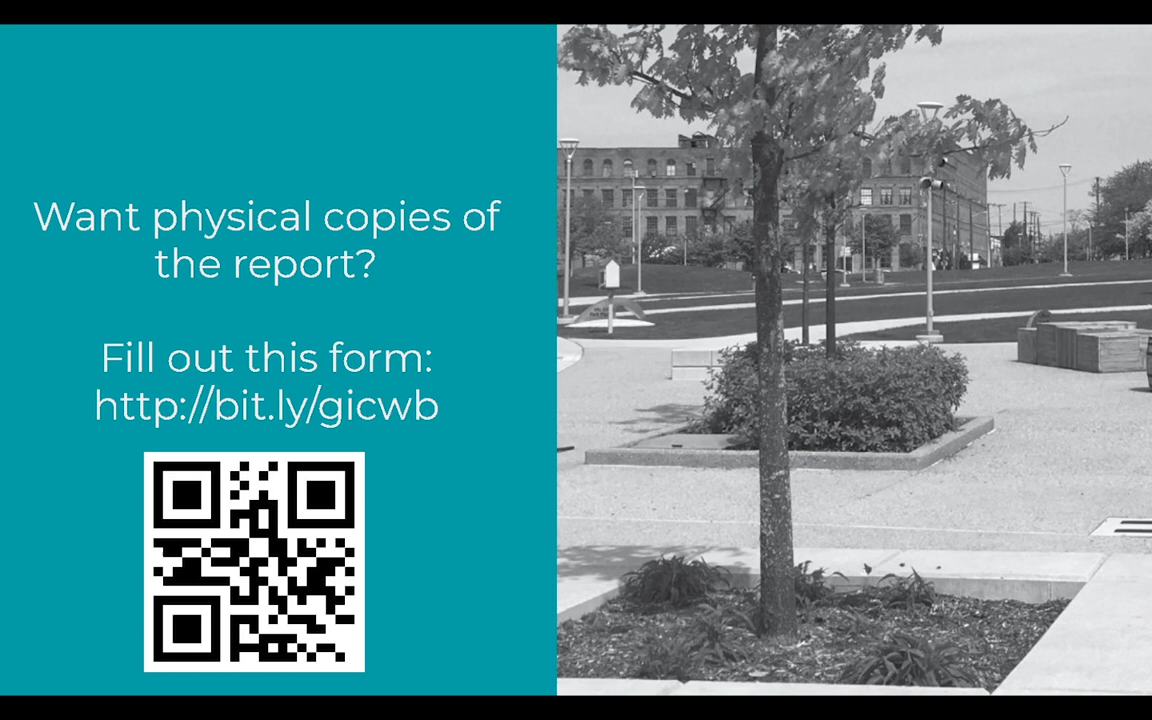 Want physical copies of
the report?
Fill out this form:
http://bit.ly/gicwb